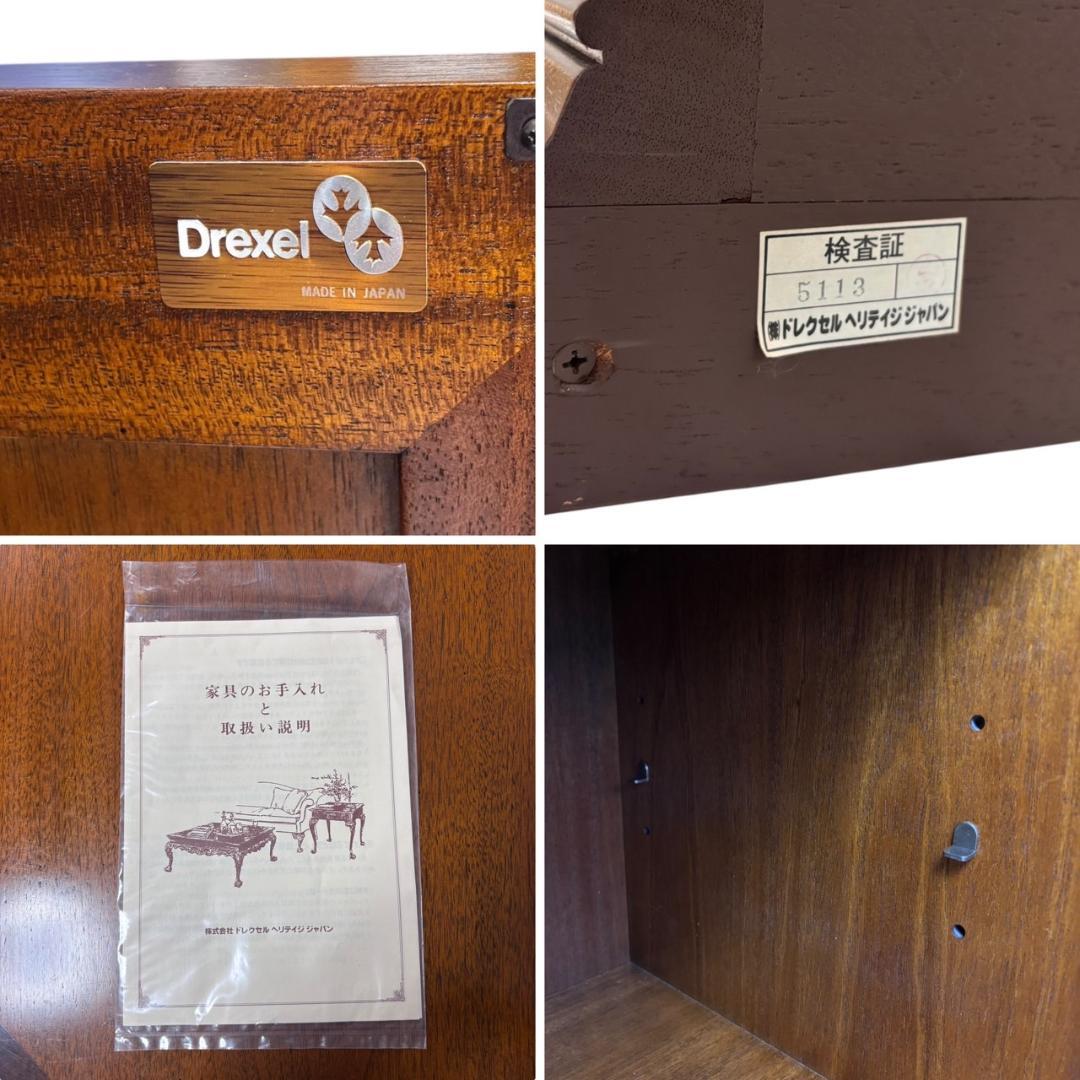 Drexel
MADE IN JAPAN
検査証
5113
㈱ドレクセル ヘリテイジ ジャパン
家具のお手入れ
と
取扱い説明
株式会社 ドレクセル ヘリテイジ ジャパン